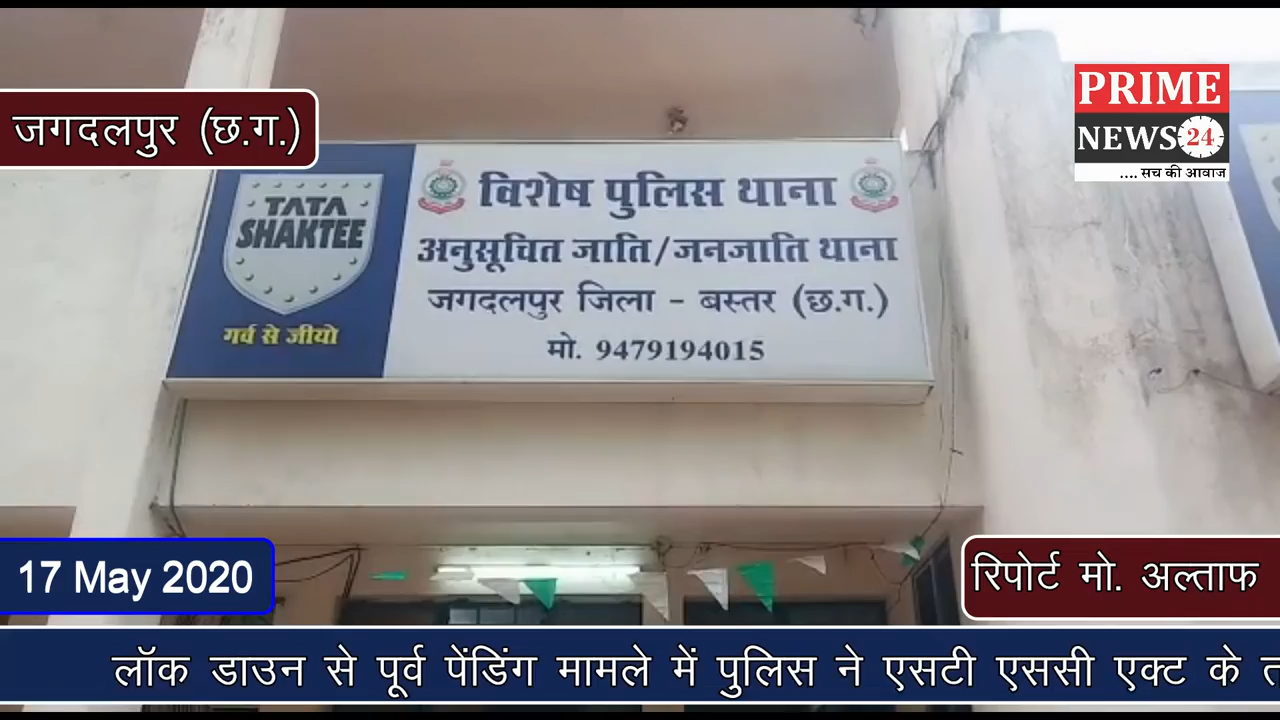 जगदलपुर (छ.ग.)
PRIME
NEWS 24
.... सच की आवाज
TATA
SHAKTEE
गर्व से जीयो
विशेष पुलिस थाना
अनुसूचित जाति/जनजाति थाना
जगदलपुर जिला - बस्तर (छ.ग.)
मो. 9479194015
17 May 2020
रिपोर्ट मो. अल्ताफ
लॉक डाउन से पूर्व पेंडिंग मामले में पुलिस ने एसटी एससी एक्ट के